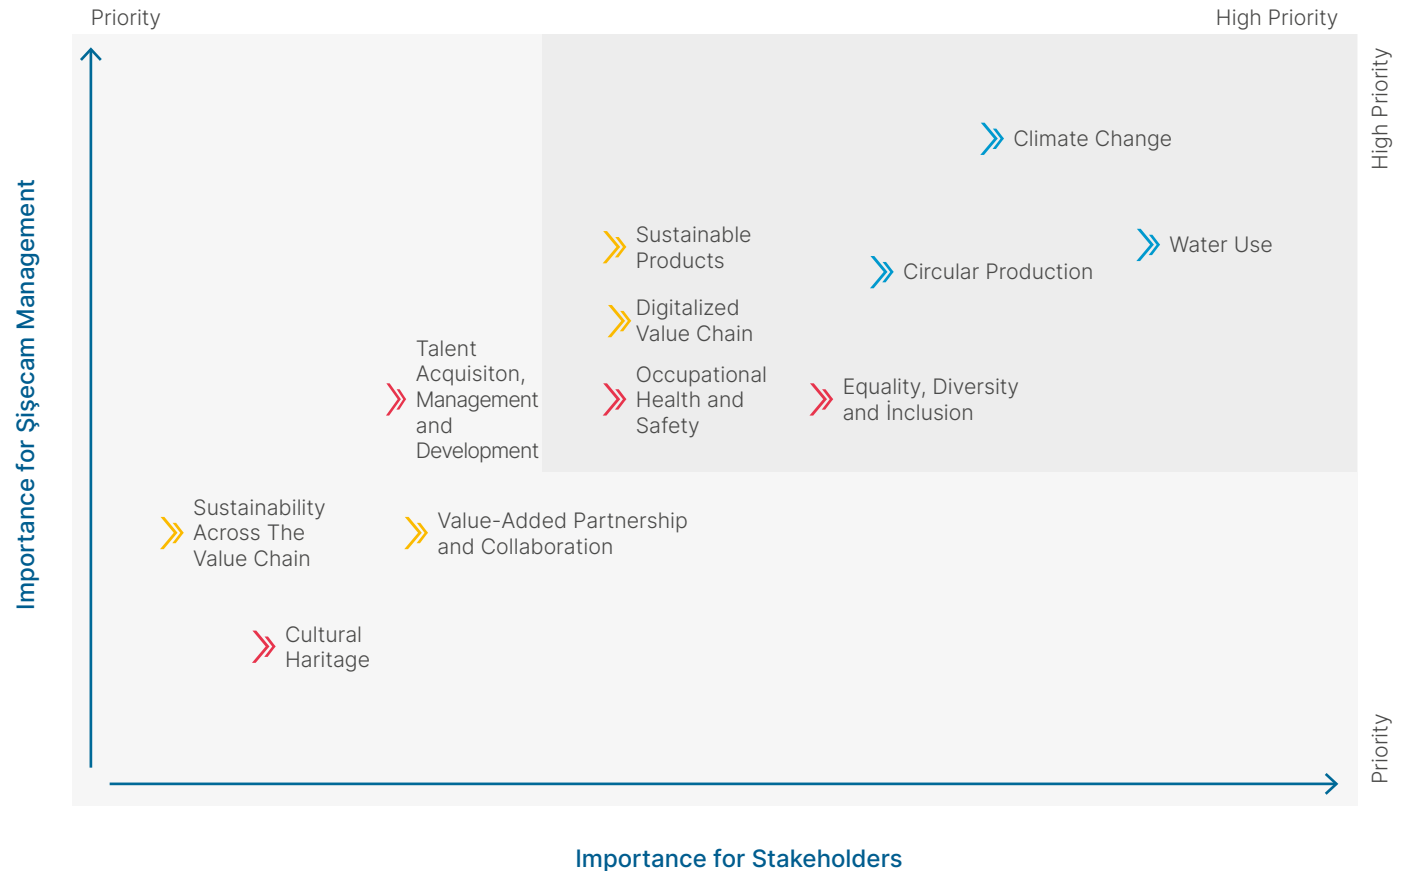 Priority
High Priority
High Priority
Importance for Şişecam Management
Climate Change
Sustainable
Products
Water Use
Circular Production
Digitalized
Value Chain
Talent
Acquisiton,
Management
and
Development
Occupational
Health and
Safety
Equality, Diversity
and İnclusion
Sustainability
Across The
Value Chain
Value-Added Partnership
and Collaboration
Cultural
Haritage
Priority
Importance for Stakeholders